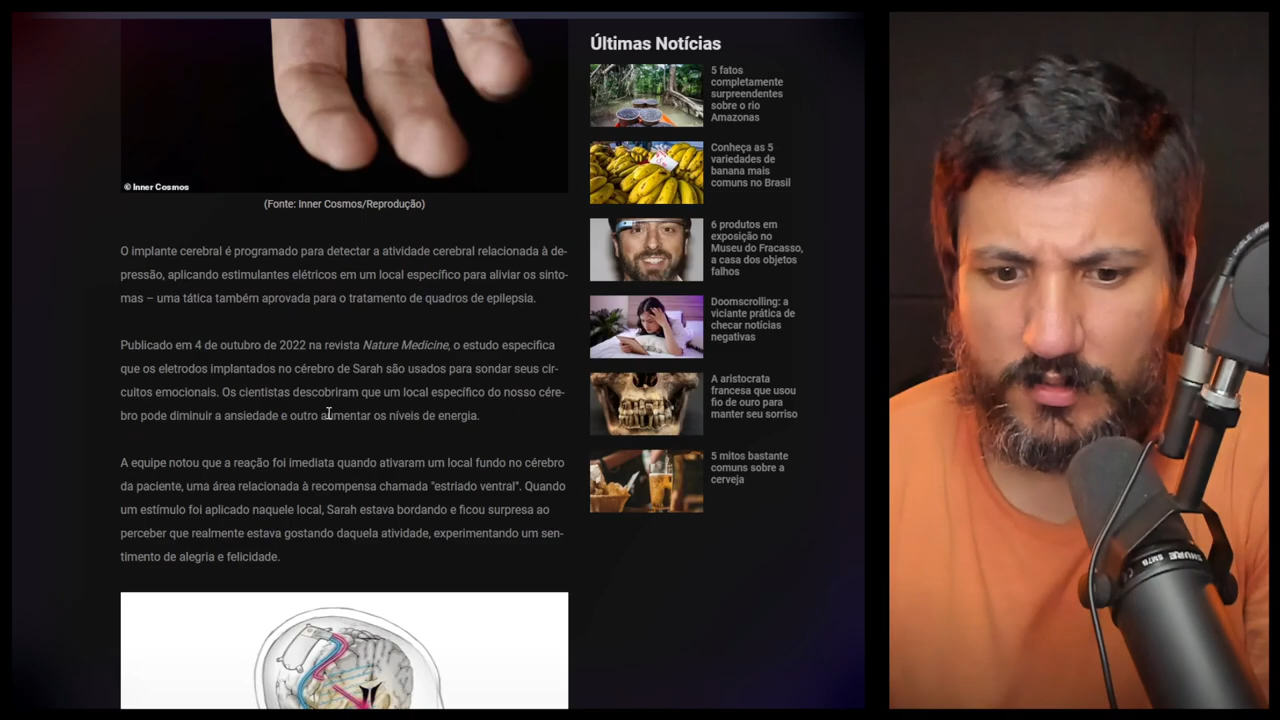 © Inner Cosmos
(Fonte: Inner Cosmos/Reprodução)
O implante cerebral é programado para detectar a atividade cerebral relacionada à de-
pressão, aplicando estimulantes elétricos em um local específico para aliviar os sinto-
mas – uma tática também aprovada para o tratamento de quadros de epilepsia.
Publicado em 4 de outubro de 2022 na revista Nature Medicine, o estudo especifica
que os eletrodos implantados no cérebro de Sarah são usados para sondar seus cir-
cuitos emocionais. Os cientistas descobriram que um local específico do nosso cére-
bro pode diminuir a ansiedade e outro aumentar os níveis de energia.
A equipe notou que a reação foi imediata quando ativaram um local fundo no cérebro
da paciente, uma área relacionada à recompensa chamada "estriado ventral". Quando
um estímulo foi aplicado naquele local, Sarah estava bordando e ficou surpresa ao
perceber que realmente estava gostando daquela atividade, experimentando um sen-
timento de alegria e felicidade.
Últimas Notícias
5 fatos
completamente
surpreendentes
sobre o rio
Amazonas
Conheça as 5
variedades de
banana mais
comuns no Brasil
6 produtos em
exposição no
Museu do Fracasso,
a casa dos objetos
falhos
Doomscrolling: a
viciante prática de
checar notícias
negativas
A aristocrata
francesa que usou
fio de ouro para
manter seu sorriso
5 mitos bastante
comuns sobre a
cerveja
SHURE
SM7B